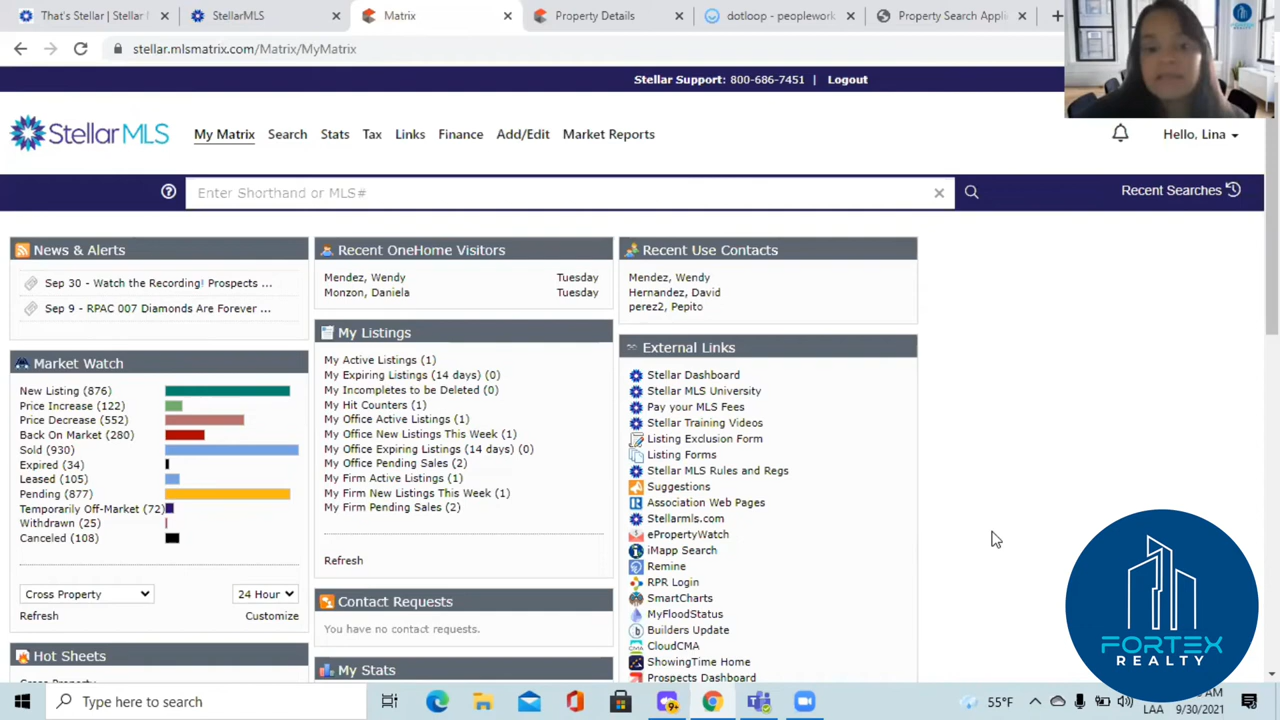 That's Stellar | Stellar
StellarMLS
Matrix
Property Details
dotloop - peoplework
Property Search Appli
stellar.mlsmatrix.com/Matrix/MyMatrix
Stellar Support: 800-686-7451 | Logout
StellarMLS
My Matrix Search Stats Tax Links Finance Add/Edit Market Reports
Hello, Lina
Enter Shorthand or MLS#
Recent Searches
News & Alerts
Sep 30 - Watch the Recording! Prospects ...
Sep 9 - RPAC 007 Diamonds Are Forever ...
Market Watch
New Listing (876)
Price Increase (122)
Price Decrease (552)
Back On Market (280)
Sold (930)
Expired (34)
Leased (105)
Pending (877)
Temporarily Off-Market (72)
Withdrawn (25)
Canceled (108)
Cross Property 24 Hour
Refresh Customize
Hot Sheets
Recent OneHome Visitors
Mendez, Wendy Tuesday
Monzon, Daniela Tuesday
My Listings
My Active Listings (1)
My Expiring Listings (14 days) (0)
My Incompletes to be Deleted (0)
My Hit Counters (1)
My Office Active Listings (1)
My Office New Listings This Week (1)
My Office Expiring Listings (14 days) (0)
My Office Pending Sales (2)
My Firm Active Listings (1)
My Firm New Listings This Week (1)
My Firm Pending Sales (2)
Refresh
Contact Requests
You have no contact requests.
My Stats
Recent Use Contacts
Mendez, Wendy
Hernandez, David
perez2, Pepito
External Links
Stellar Dashboard
Stellar MLS University
Pay your MLS Fees
Stellar Training Videos
Listing Exclusion Form
Listing Forms
Stellar MLS Rules and Regs
Suggestions
Association Web Pages
Stellarmls.com
ePropertyWatch
iMapp Search
Remine
RPR Login
SmartCharts
MyFloodStatus
Builders Update
CloudCMA
ShowingTime Home
Prospects Dashboard
FORTEX
REALTY
Type here to search
9+
55°F
LAA
9/30/2021